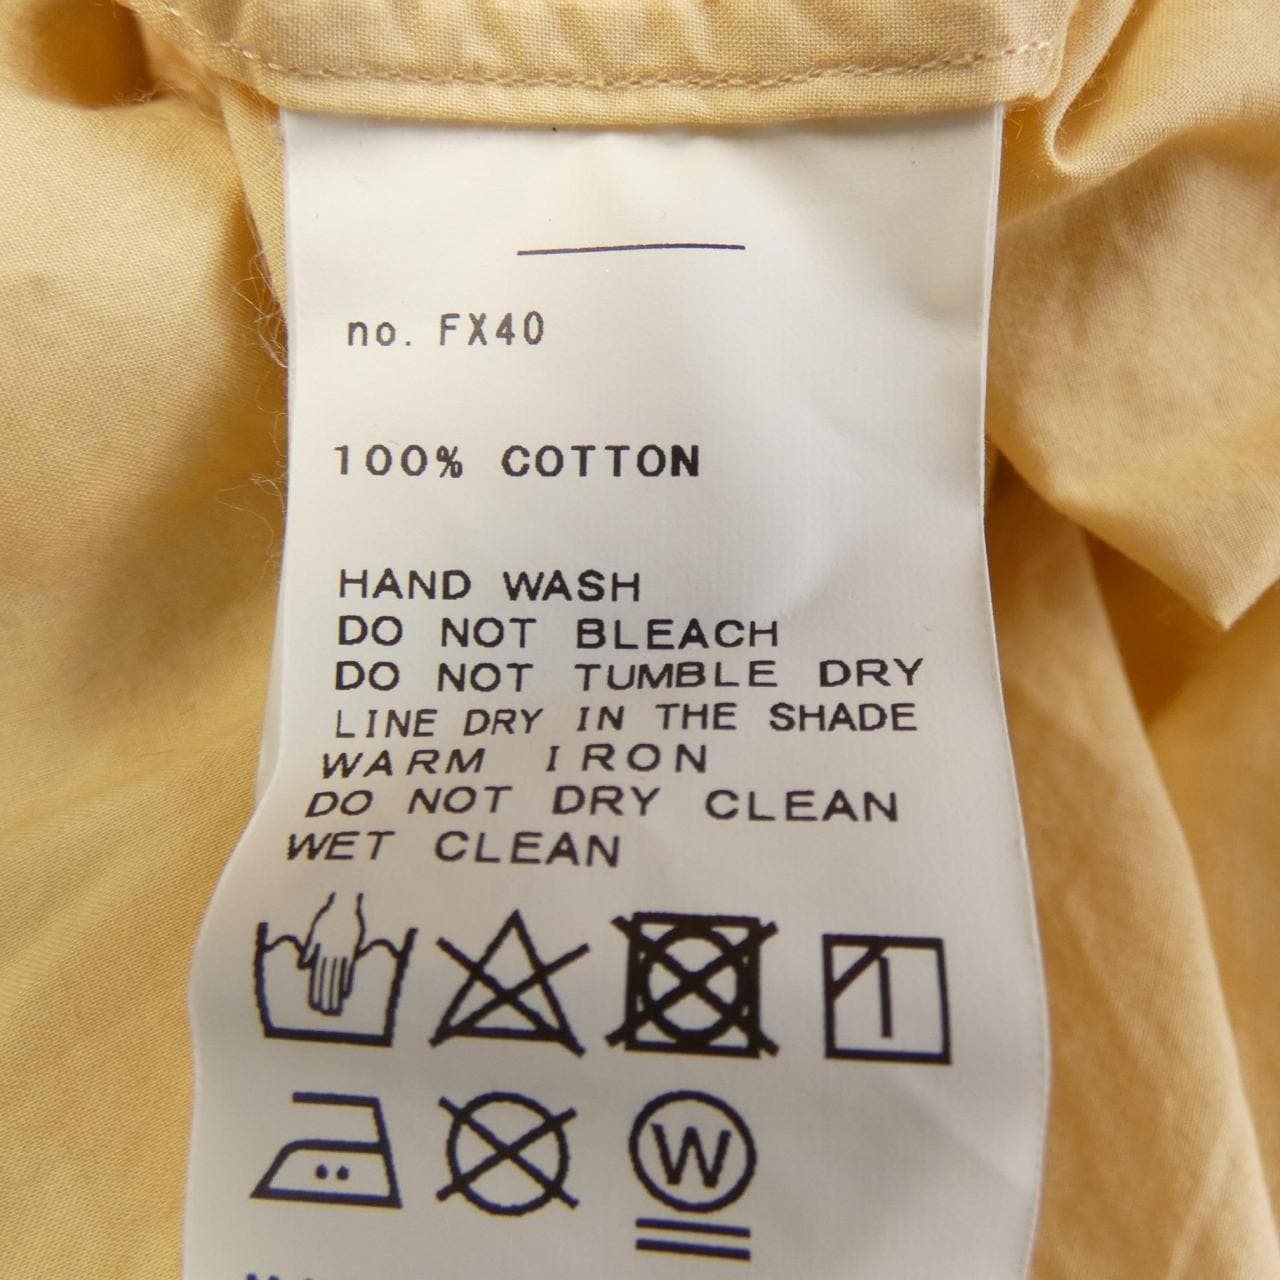 no. FX40
100% COTTON
HAND WASH
DO NOT BLEACH
DO NOT TUMBLE DRY
LINE DRY IN THE SHADE
WARM IRON
DO NOT DRY CLEAN
WET CLEAN
W